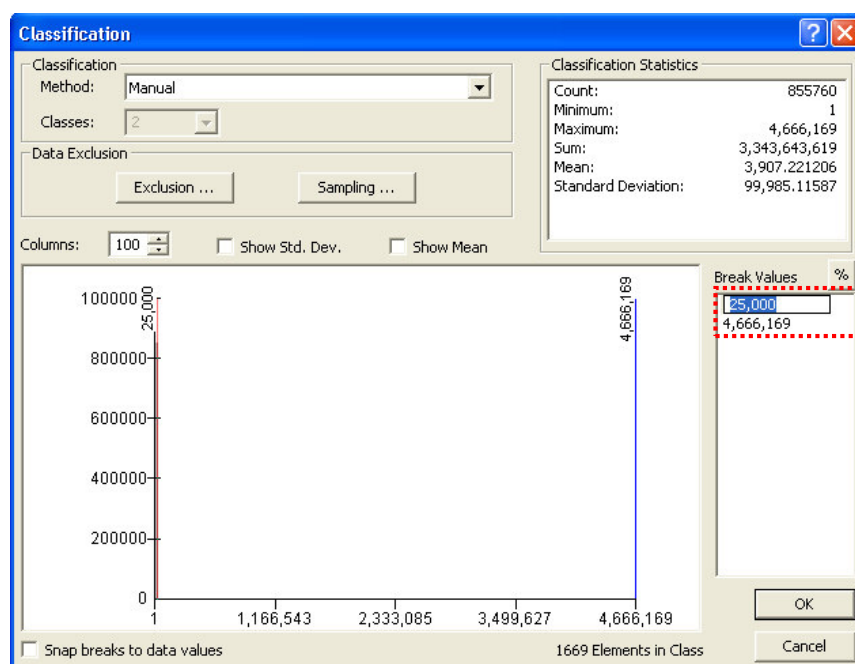 Classification
Classification
Method: Manual
Classes: 2
Classification Statistics
Count: 855760
Minimum: 1
Maximum: 4,666,169
Sum: 3,343,643,619
Mean: 3,907.221206
Standard Deviation: 99,985.11587
Data Exclusion
Exclusion ... Sampling ...
Columns: 100 Show Std. Dev. Show Mean
Break Values %
25,000
4,666,169
1000000
800000
600000
400000
200000
0
25,000
4,666,169
1 1,166,543 2,333,085 3,499,627 4,666,169
OK
Snap breaks to data values 1669 Elements in Class Cancel